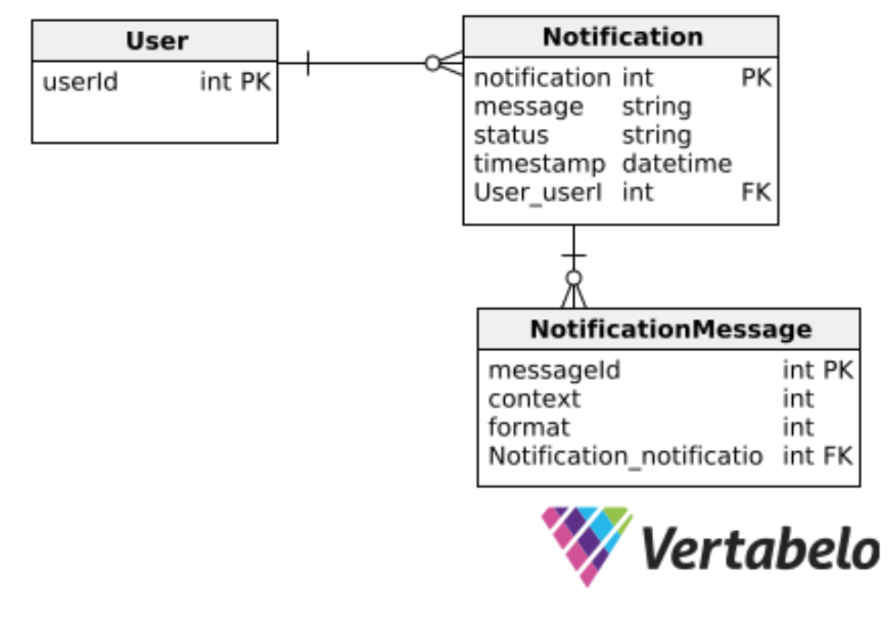 User
userId int PK
Notification
notification int PK
message string
status string
timestamp datetime
User_userI int FK
NotificationMessage
messageId int PK
context int
format int
Notification_notificatio int FK
Vertabelo